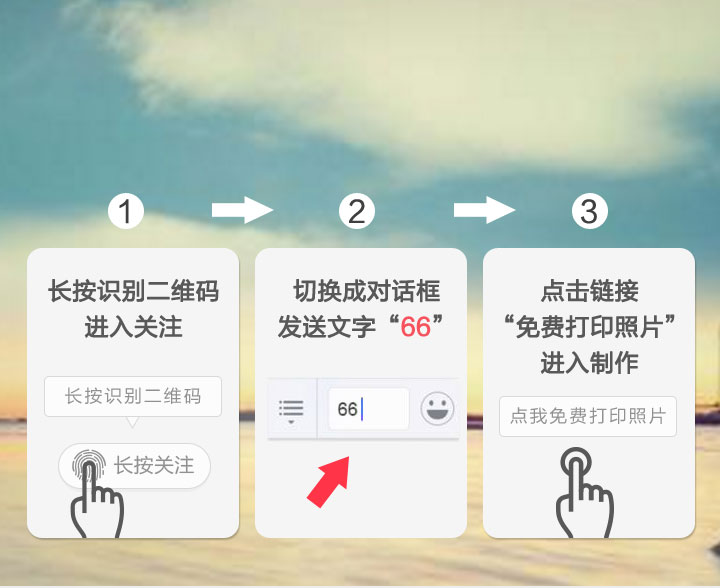 1
2
3
长按识别二维码
进入关注
长按识别二维码
长按关注
切换成对话框
发送文字“66”
66
点击链接
“免费打印照片”
进入制作
点我免费打印照片